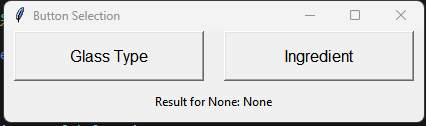 Button Selection
Glass Type
Ingredient
Result for None: None